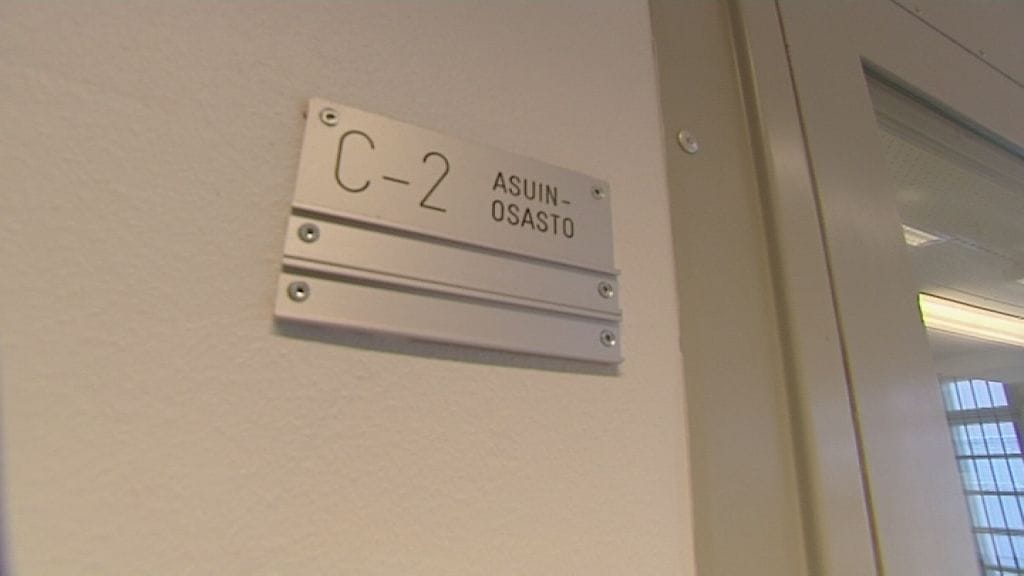 C-2
ASUIN-
OSASTO